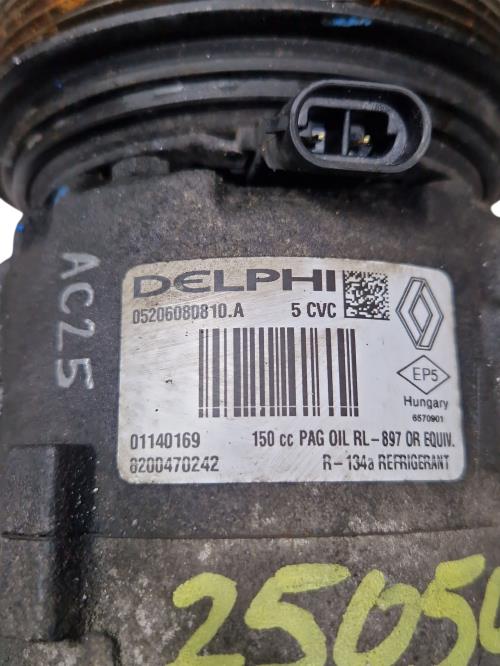 AC25
DELPHI
05206080810.A 5 CVC
EP5
Hungary
6570901
01140169 150 cc PAG OIL RL-897 OR EQUIV.
8200470242 R-134a REFRIGERANT